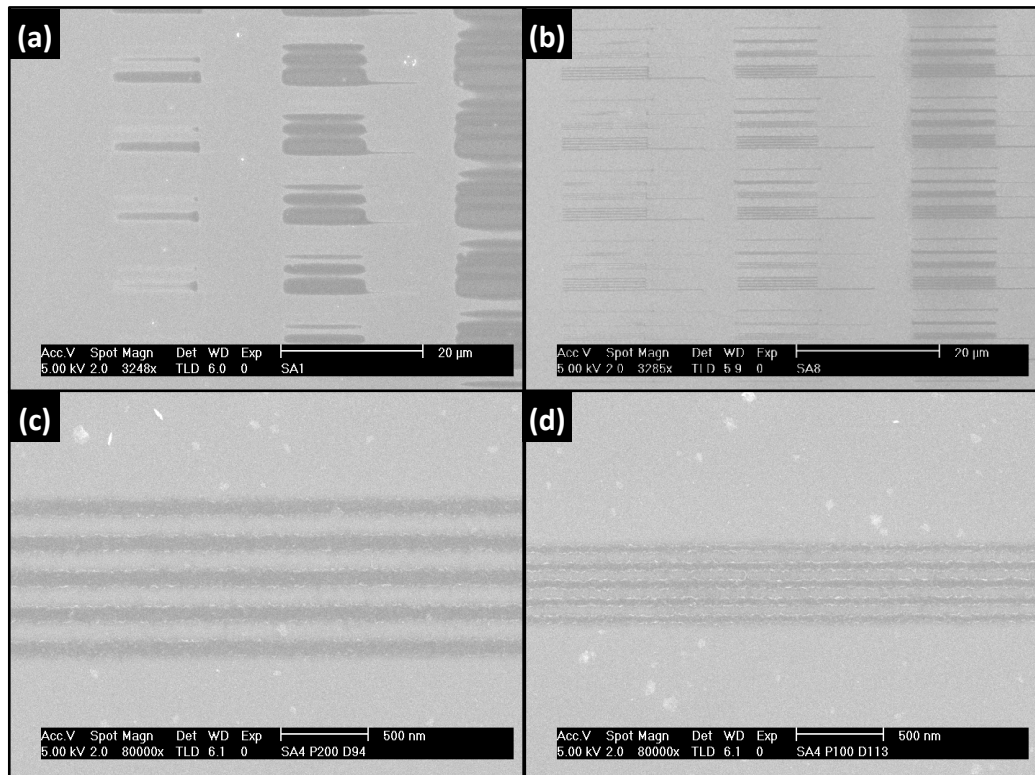 (a)
Acc.V Spot Magn Det WD Exp 20 µm
5.00 kV 2.0 3248x TLD 6.0 0 SA1
(b)
Acc.V Spot Magn Det WD Exp 20 µm
5.00 kV 2.0 3285x TLD 5.9 0 SA8
(c)
Acc.V Spot Magn Det WD Exp 500 nm
5.00 kV 2.0 80000x TLD 6.1 0 SA4 P200 D94
(d)
Acc.V Spot Magn Det WD Exp 500 nm
5.00 kV 2.0 80000x TLD 6.1 0 SA4 P100 D113